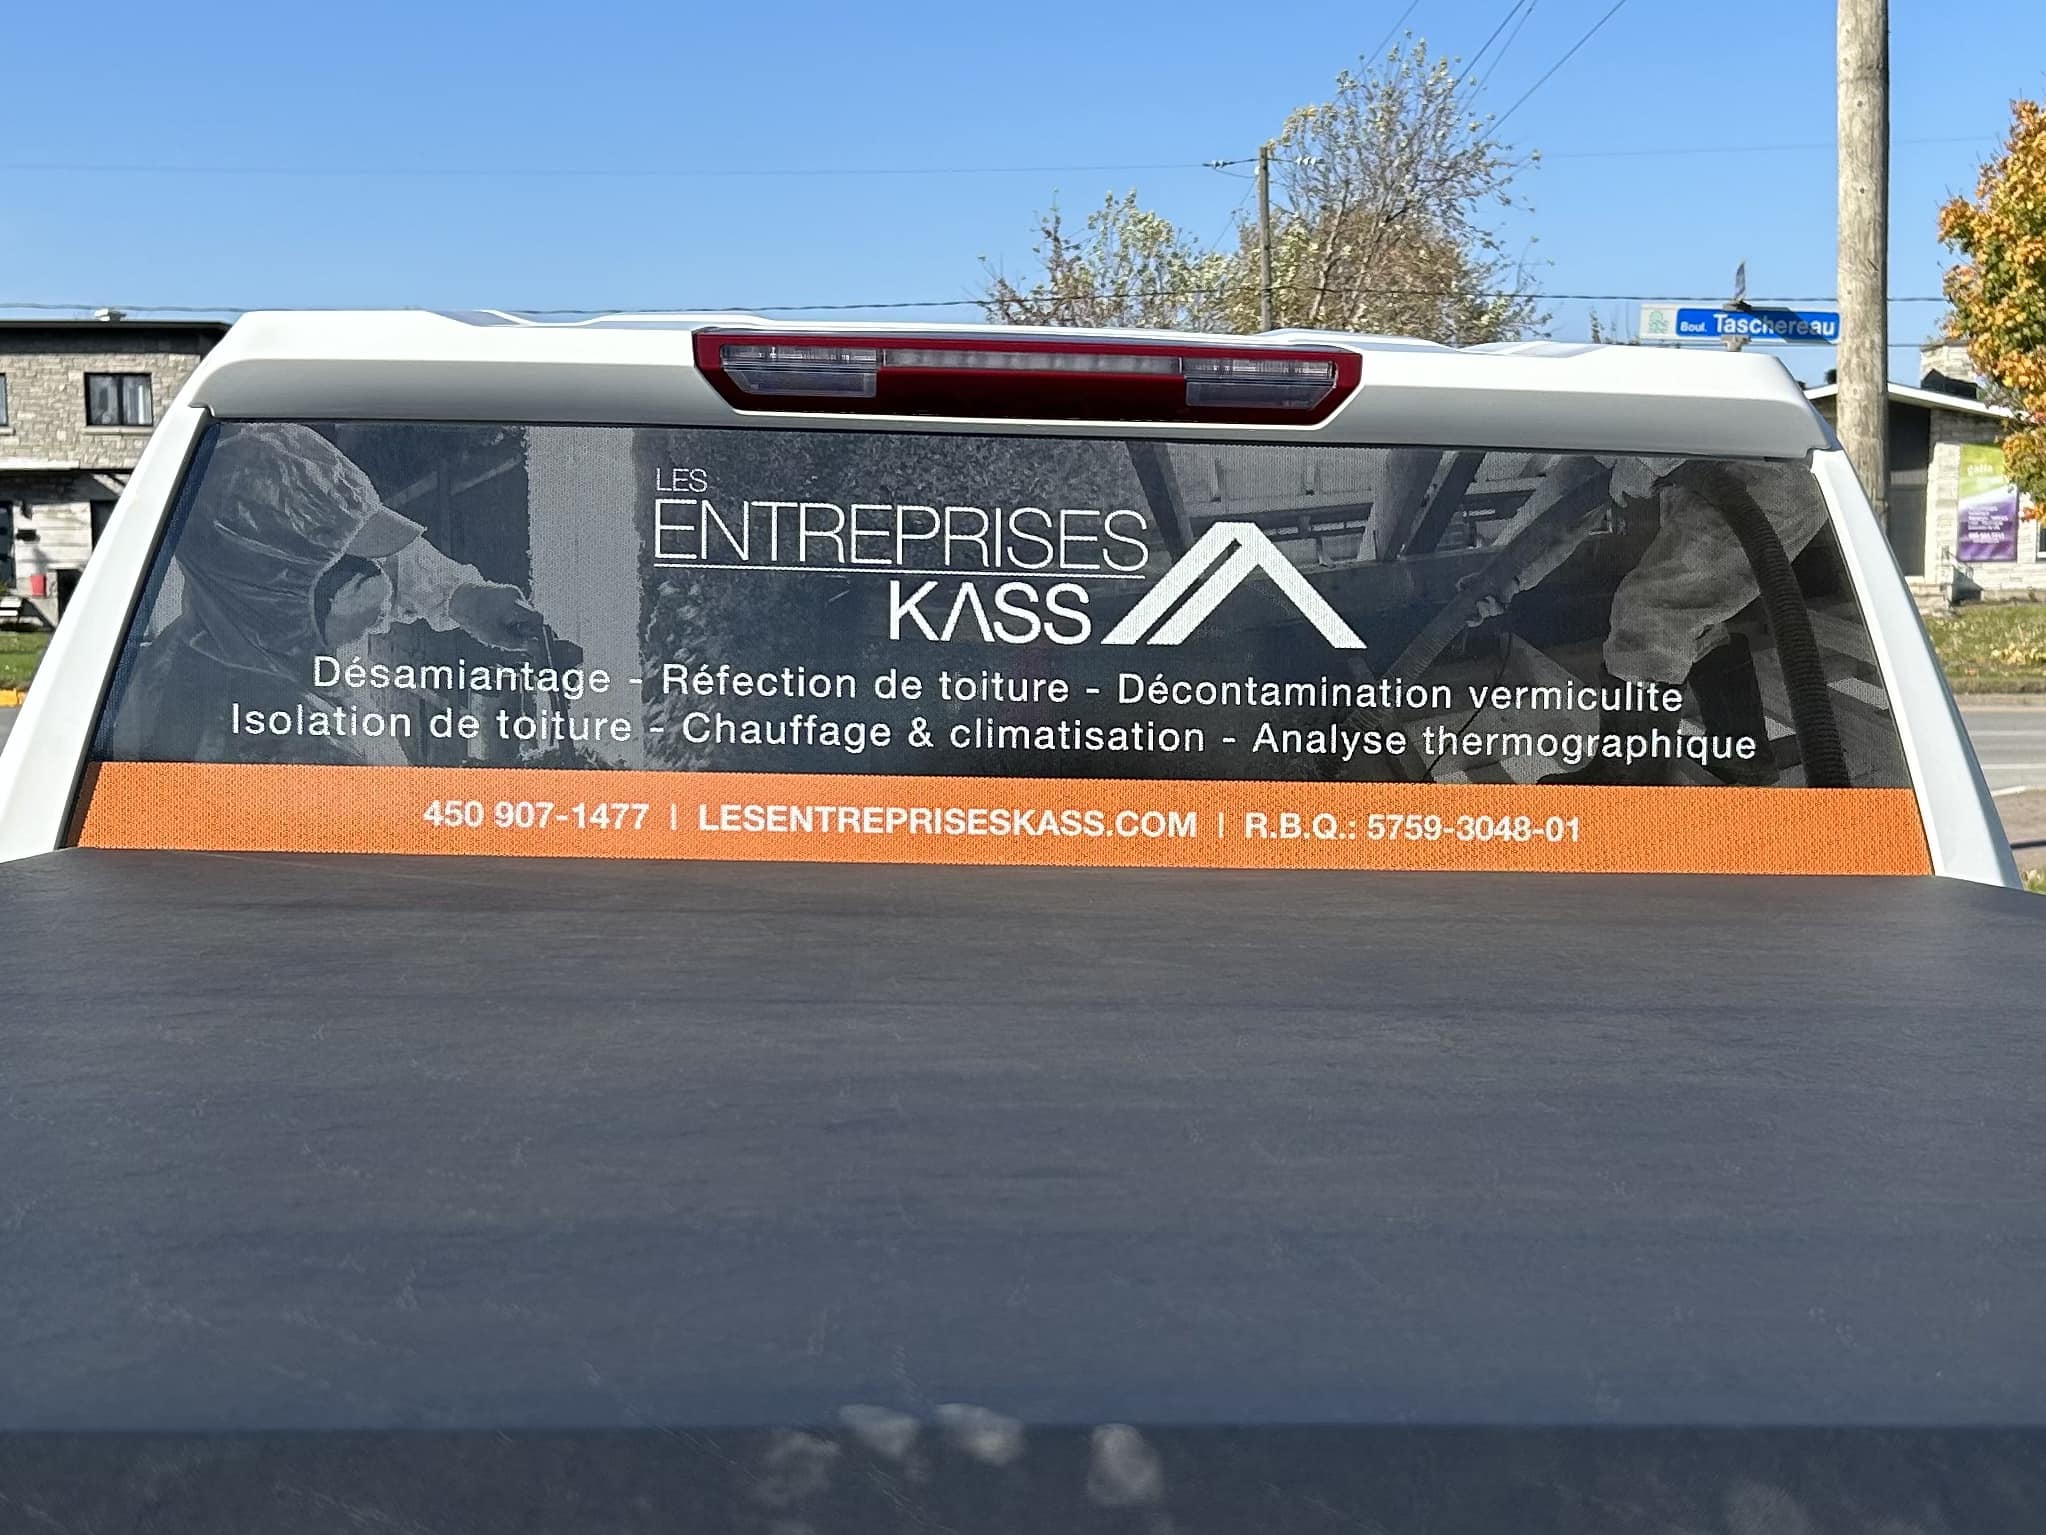 Boul. Taschereau
LES
ENTREPRISES
KASS
Désamiantage - Réfection de toiture - Décontamination vermiculite
Isolation de toiture - Chauffage & climatisation - Analyse thermographique
450 907-1477 | LESENTREPRISESKASS.COM | R.B.Q.: 5759-3048-01